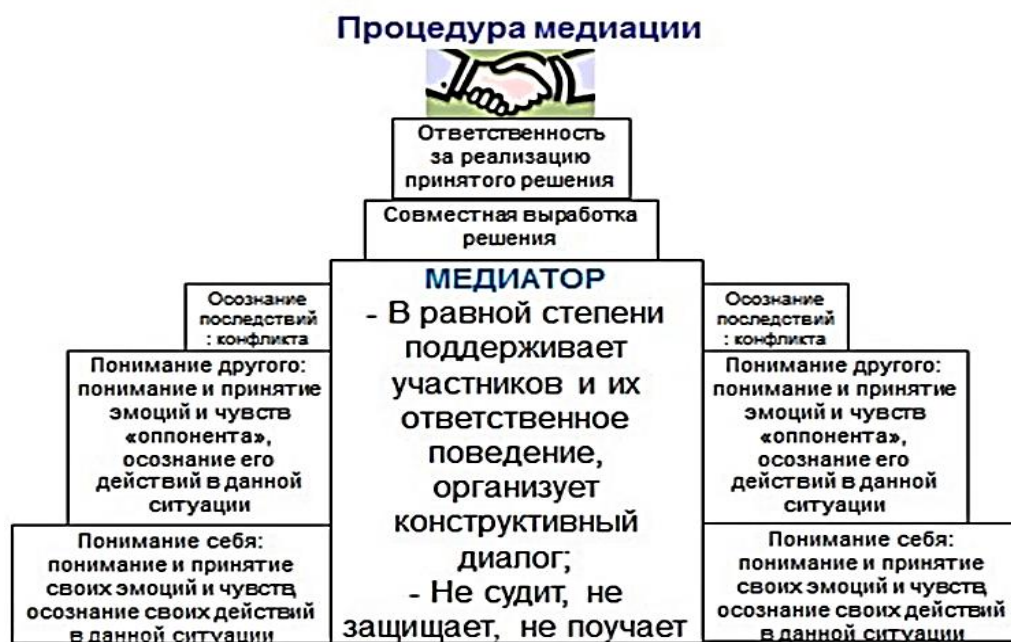 Процедура медиации
Ответственность
за реализацию
принятого решения
Совместная выработка
решения
МЕДИАТОР
- В равной степени
поддерживает
участников и их
ответственное
поведение,
организует
конструктивный
диалог;
- Не судит, не
защищает, не поучает
Осознание
последствий
: конфликта
Понимание другого:
понимание и принятие
эмоций и чувств
«оппонента»,
осознание его
действий в данной
ситуации
Понимание себя:
понимание и принятие
своих эмоций и чувств,
осознание своих действий
в данной ситуации
Осознание
последствий
: конфликта
Понимание другого:
понимание и принятие
эмоций и чувств
«оппонента»,
осознание его
действий в данной
ситуации
Понимание себя:
понимание и принятие
своих эмоций и чувств,
осознание своих действий
в данной ситуации